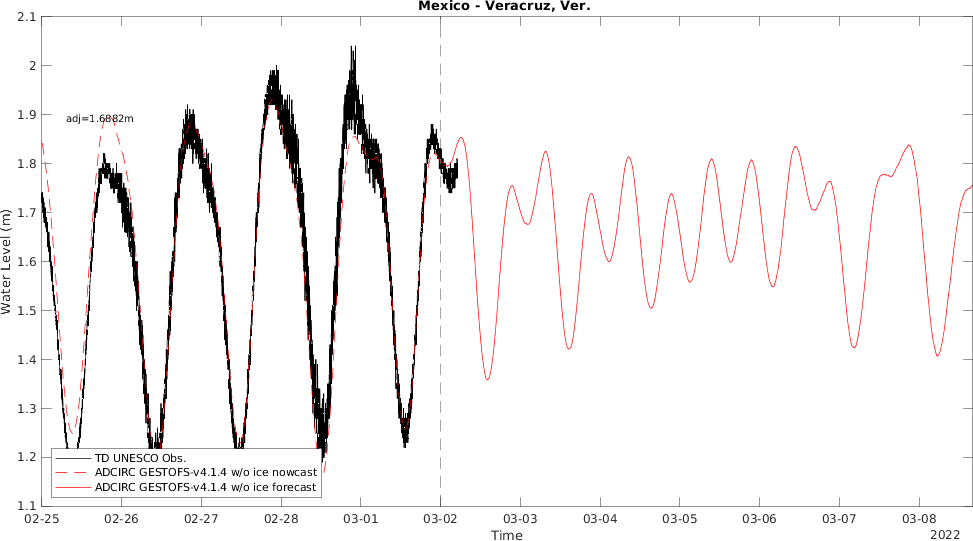 Mexico - Veracruz, Ver.
2.1
2
1.9
1.8
1.7
1.6
1.5
1.4
1.3
1.2
1.1
Water Level (m)
adj=1.6882m
TD UNESCO Obs.
ADCIRC GESTOFS-v4.1.4 w/o ice nowcast
ADCIRC GESTOFS-v4.1.4 w/o ice forecast
02-25 02-26 02-27 02-28 03-01 03-02 03-03 03-04 03-05 03-06 03-07 03-08
Time
2022